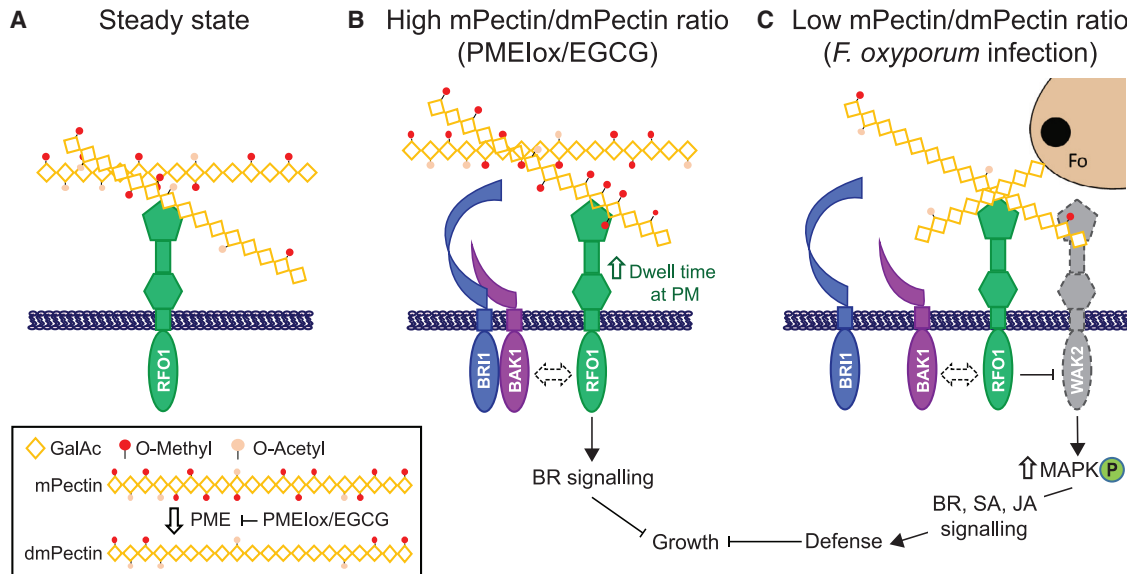 A Steady state
B High mPectin/dmPectin ratio
(PMEIox/EGCG)
C Low mPectin/dmPectin ratio
(F. oxyporum infection)
Fo
Dwell time
at PM
RFO1
BRI1
BAK1
RFO1
BRI1
BAK1
RFO1
WAK2
GalAc O-Methyl O-Acetyl
mPectin
PME PMEIox/EGCG
dmPectin
BR signalling
MAPK P
BR, SA, JA
signalling
Growth Defense